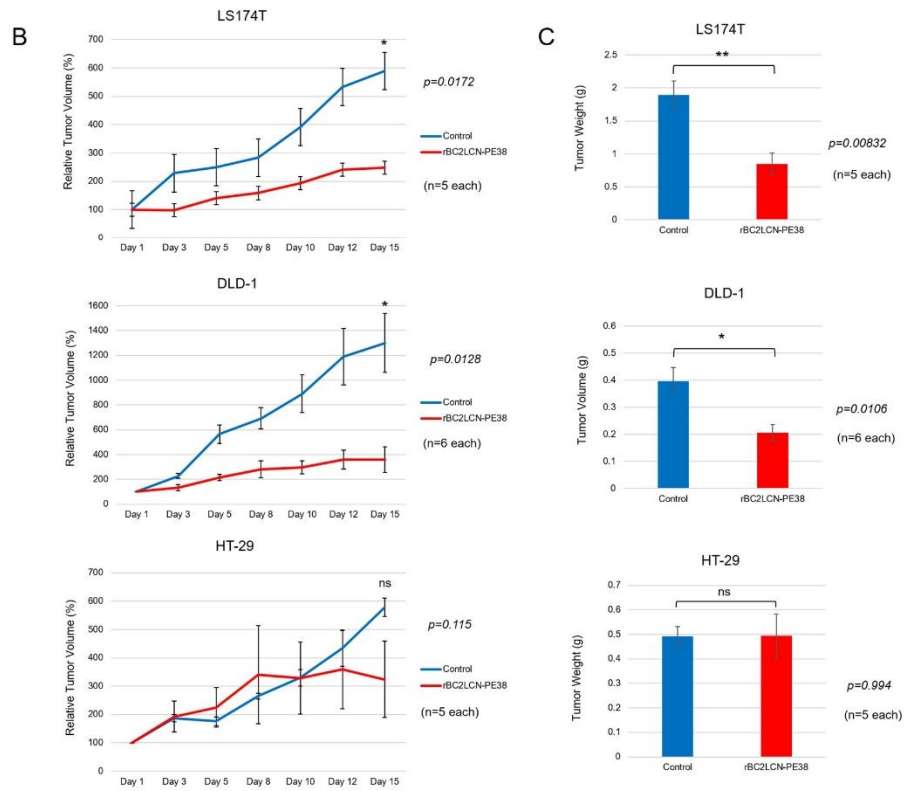 B
LS174T
Relative Tumor Volume (%)
700
600
500
400
300
200
100
0
*
p=0.0172
Control
rBC2LCN-PE38
(n=5 each)
Day 1 Day 3 Day 5 Day 8 Day 10 Day 12 Day 15
DLD-1
Relative Tumor Volume (%)
1600
1400
1200
1000
800
600
400
200
0
*
p=0.0128
Control
rBC2LCN-PE38
(n=6 each)
Day 1 Day 3 Day 5 Day 8 Day 10 Day 12 Day 15
HT-29
Relative Tumor Volume (%)
700
600
500
400
300
200
100
0
ns
p=0.115
Control
rBC2LCN-PE38
(n=5 each)
Day 1 Day 3 Day 5 Day 8 Day 10 Day 12 Day 15
C
LS174T
Tumor Weight (g)
2.5
2
1.5
1
0.5
0
**
p=0.00832
(n=5 each)
Control rBC2LCN-PE38
DLD-1
Tumor Volume (g)
0.6
0.5
0.4
0.3
0.2
0.1
0
*
p=0.0106
(n=6 each)
Control rBC2LCN-PE38
HT-29
Tumor Weight (g)
0.7
0.6
0.5
0.4
0.3
0.2
0.1
0
ns
p=0.994
(n=5 each)
Control rBC2LCN-PE38